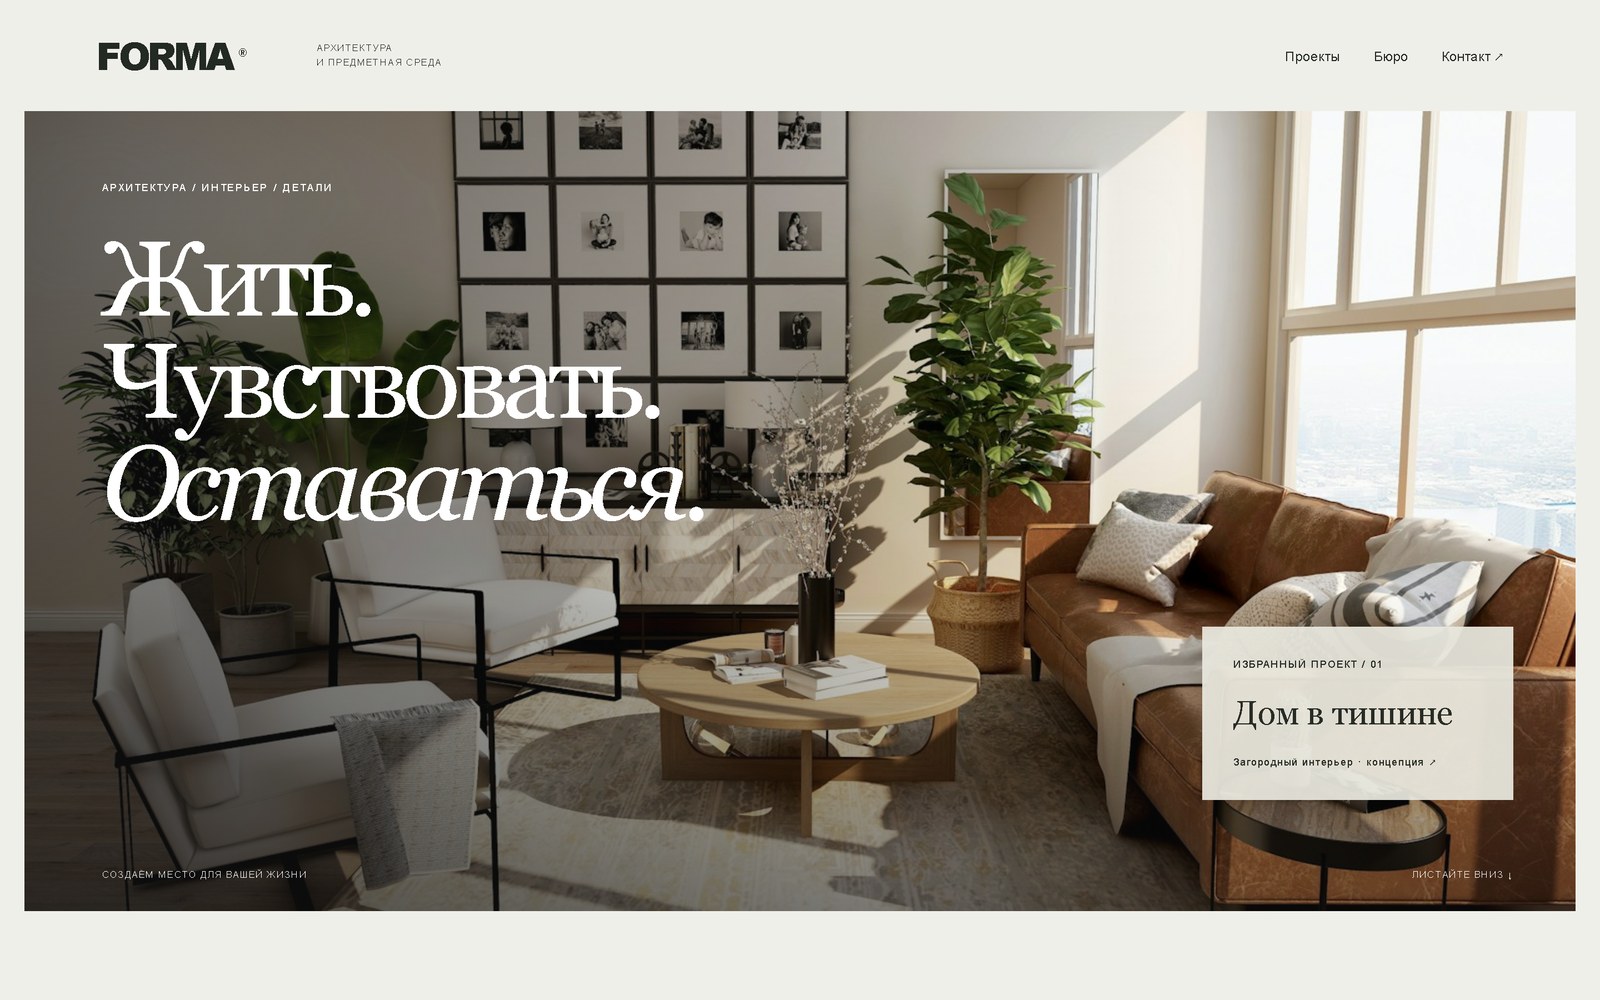 FORMA ®
АРХИТЕКТУРА
И ПРЕДМЕТНАЯ СРЕДА
Проекты
Бюро
Контакт ↗
АРХИТЕКТУРА / ИНТЕРЬЕР / ДЕТАЛИ
Жить.
Чувствовать.
Оставаться.
ИЗБРАННЫЙ ПРОЕКТ / 01
Дом в тишине
Загородный интерьер · концепция ↗
СОЗДАЁМ МЕСТО ДЛЯ ВАШЕЙ ЖИЗНИ
ЛИСТАЙТЕ ВНИЗ ↓